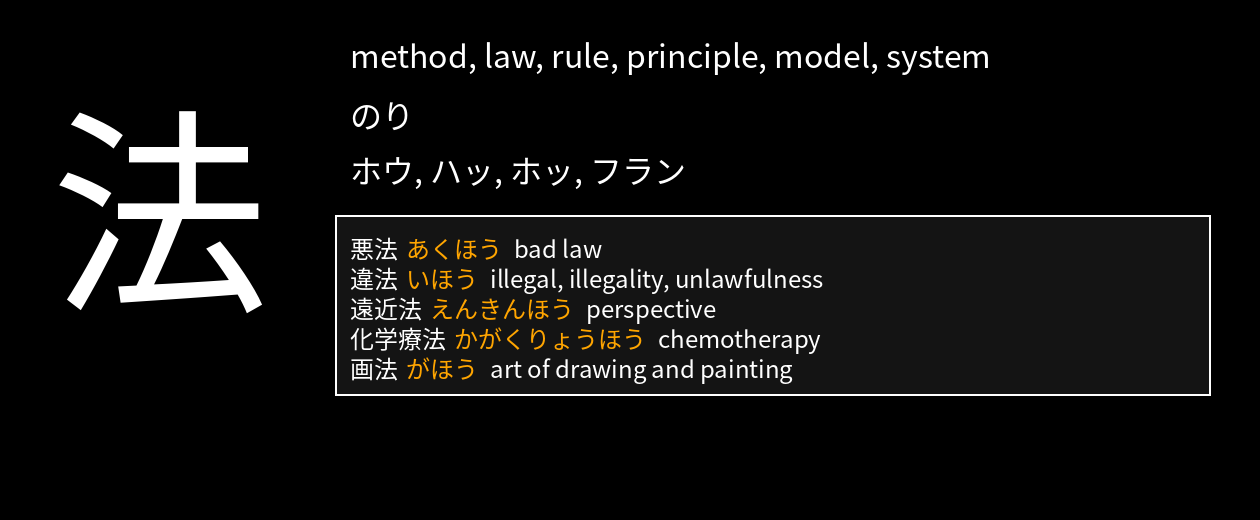 法
method, law, rule, principle, model, system
のり
ホウ, ハッ, ホッ, フラン
悪法 あくほう bad law
違法 いほう illegal, illegality, unlawfulness
遠近法 えんきんほう perspective
化学療法 かがくりょうほう chemotherapy
画法 がほう art of drawing and painting